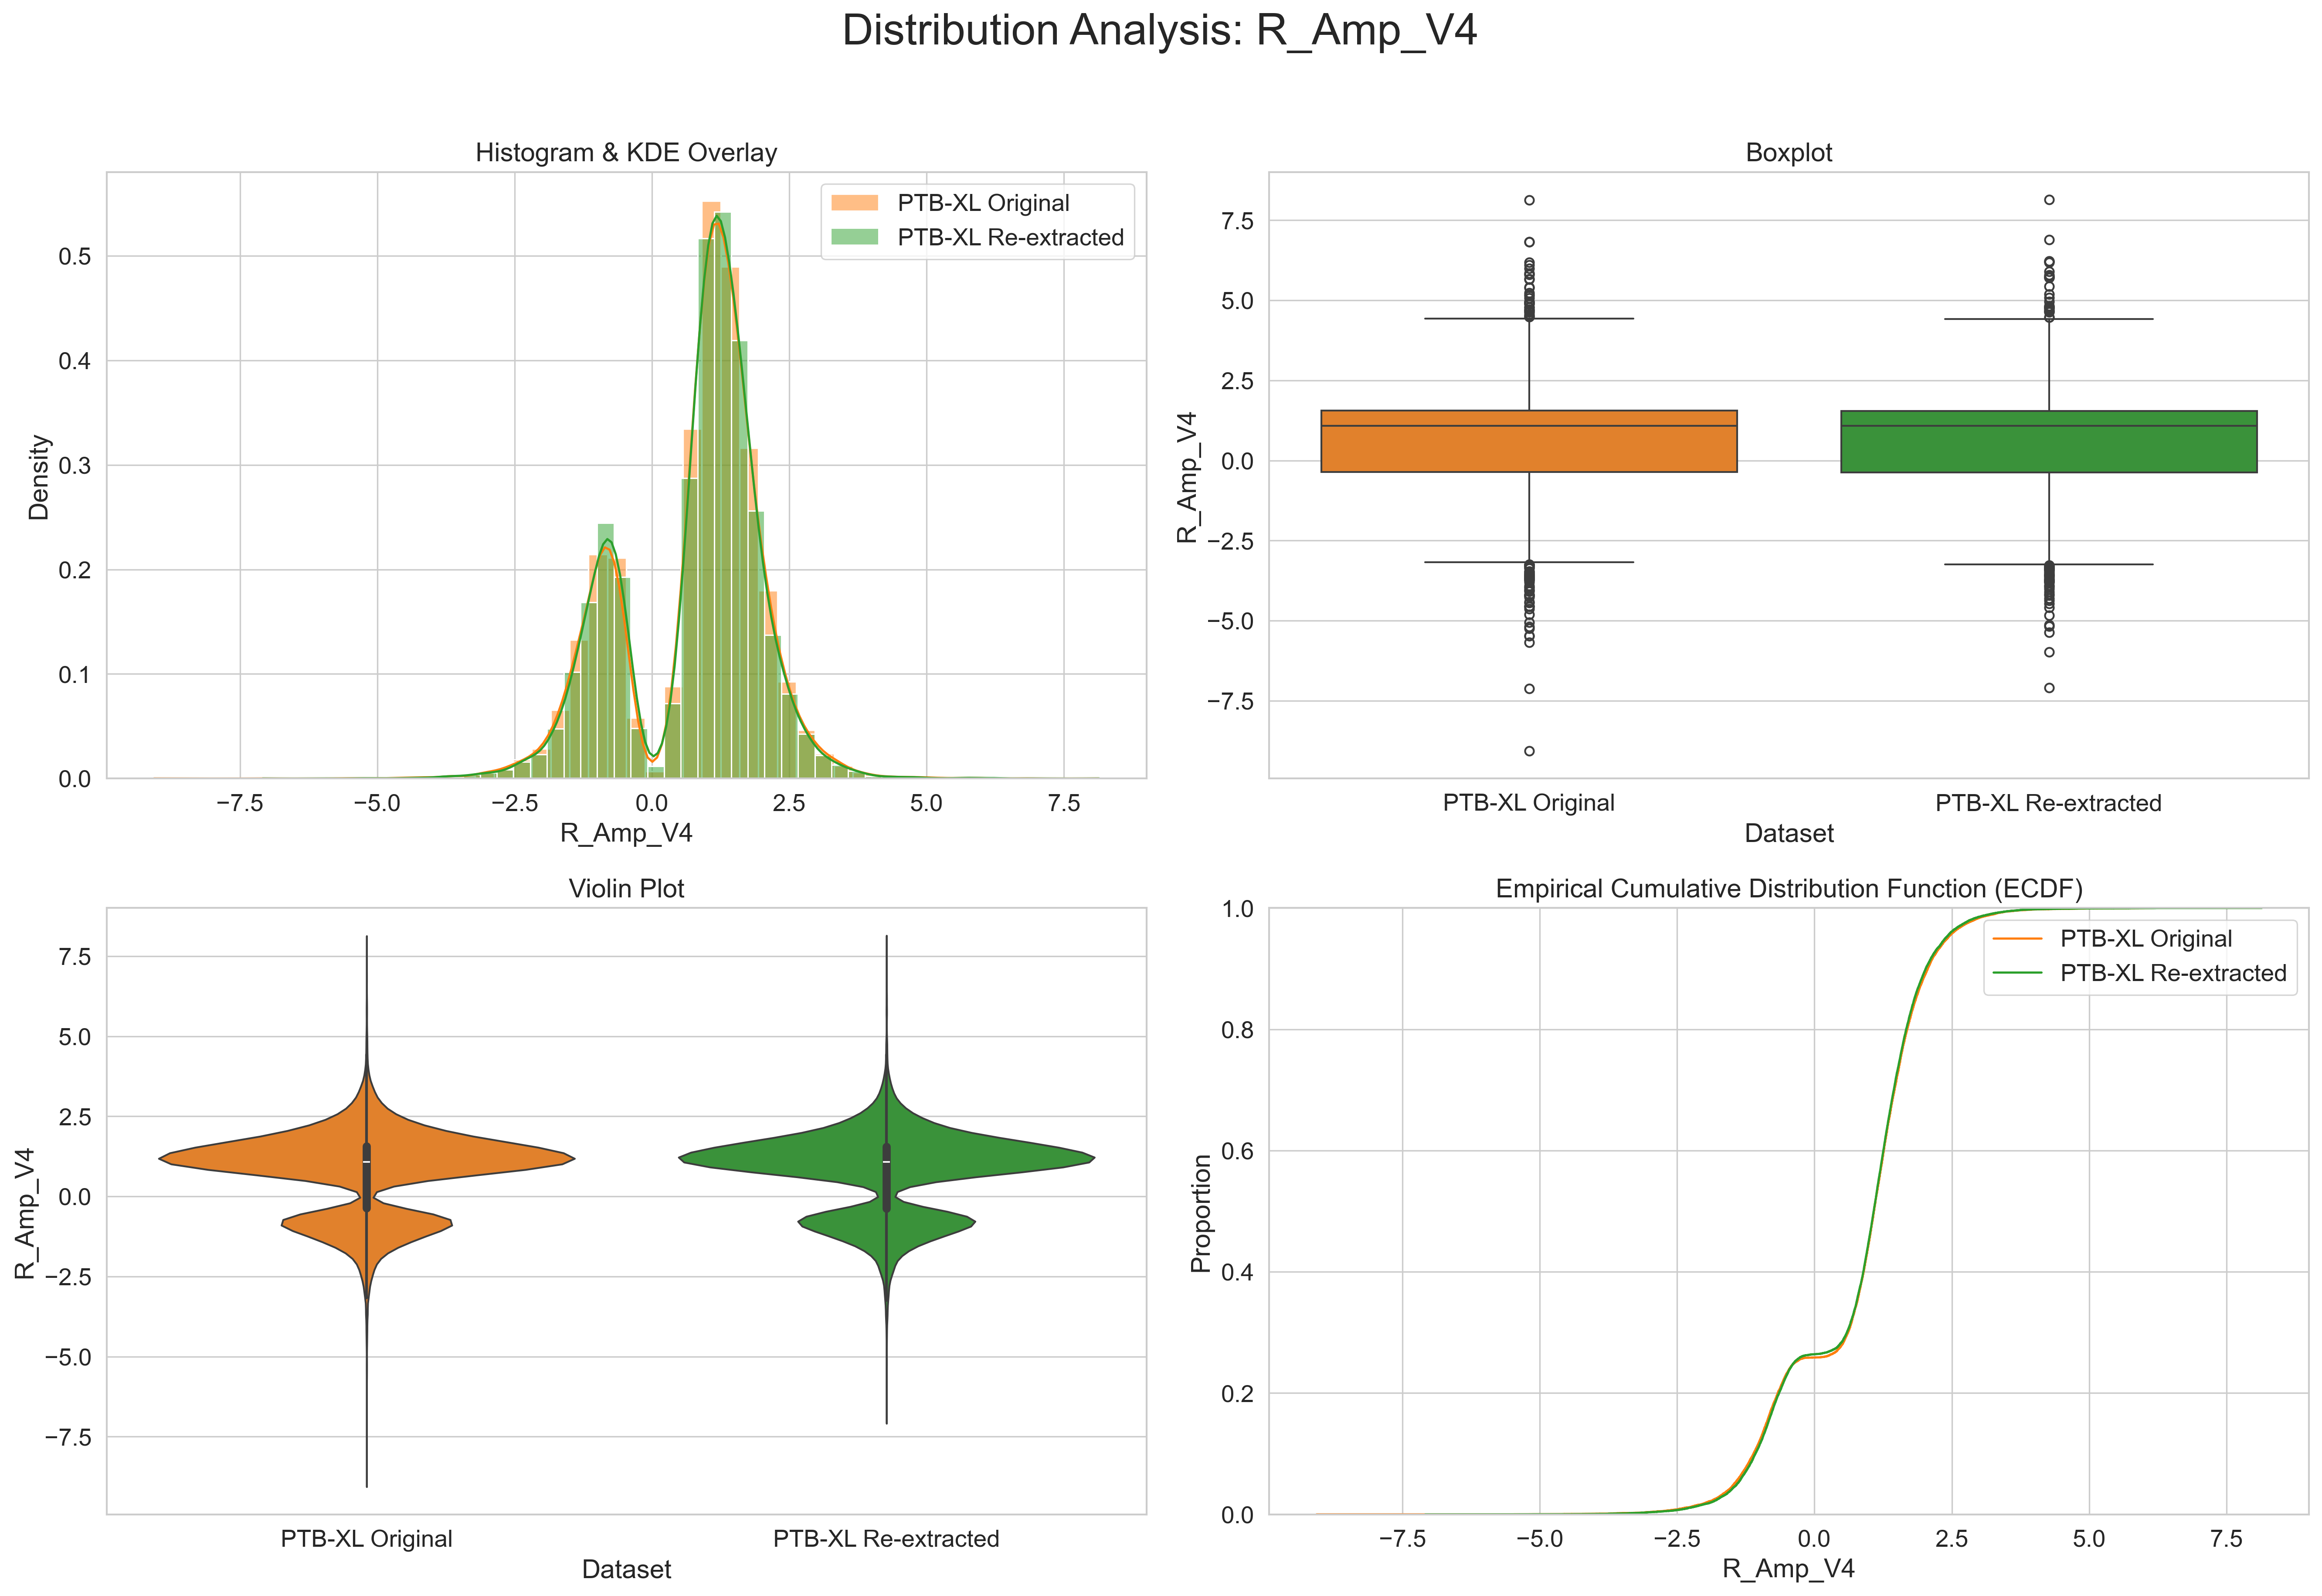 Distribution Analysis: R_Amp_V4
Histogram & KDE Overlay
PTB-XL Original
PTB-XL Re-extracted
Density
0.5
0.4
0.3
0.2
0.1
0.0
−7.5 −5.0 −2.5 0.0 2.5 5.0 7.5
R_Amp_V4
Boxplot
R_Amp_V4
7.5
5.0
2.5
0.0
−2.5
−5.0
−7.5
PTB-XL Original PTB-XL Re-extracted
Dataset
Violin Plot
R_Amp_V4
7.5
5.0
2.5
0.0
−2.5
−5.0
−7.5
PTB-XL Original PTB-XL Re-extracted
Dataset
Empirical Cumulative Distribution Function (ECDF)
PTB-XL Original
PTB-XL Re-extracted
Proportion
1.0
0.8
0.6
0.4
0.2
0.0
−7.5 −5.0 −2.5 0.0 2.5 5.0 7.5
R_Amp_V4